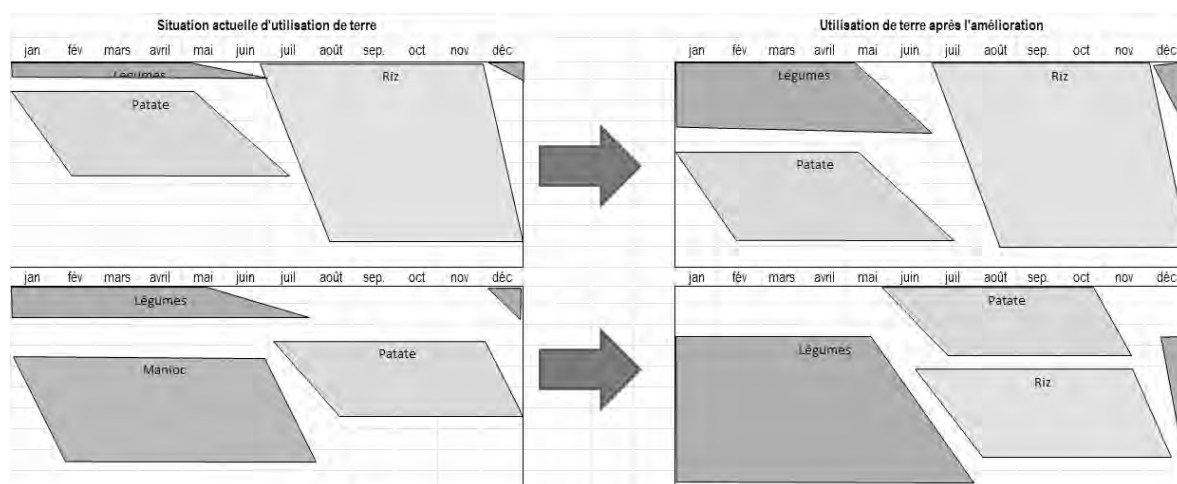 Situation actuelle d'utilisation de terre
jan fév mars avril mai juin juil août sep. oct nov déc
Légumes
Riz
Patate
jan fév mars avril mai juin juil août sep. oct nov déc
Légumes
Patate
Manioc
Utilisation de terre après l'amélioration
jan fév. mars avril mai juin juil août sep. oct nov déc
Légumes
Riz
Patate
jan fév. mars avril mai juin juil août sep. oct nov déc
Patate
Légumes
Riz